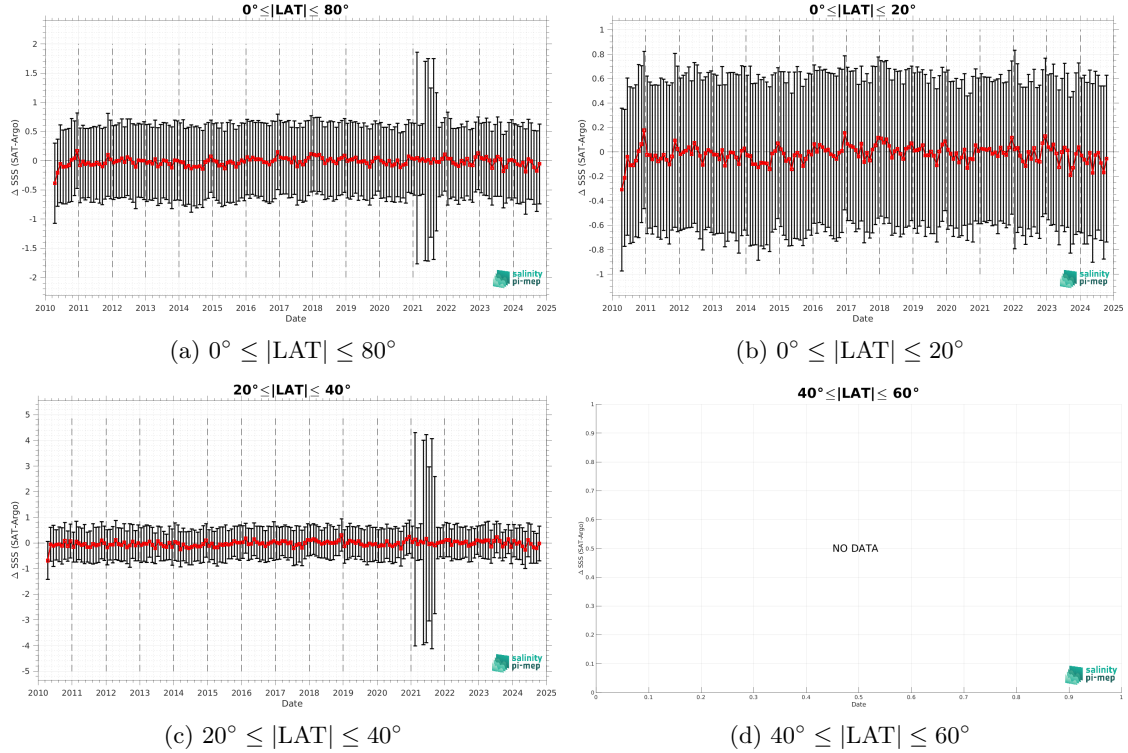 0°≤|LAT|≤ 80°
Δ SSS (SAT-Argo)
2
1.5
1
0.5
0
-0.5
-1
-1.5
-2
2010 2011 2012 2013 2014 2015 2016 2017 2018 2019 2020 2021 2022 2023 2024 2025
Date
salinity
pi-mep
(a) 0° ≤ |LAT| ≤ 80°
0°≤|LAT|≤ 20°
Δ SSS (SAT-Argo)
1
0.8
0.6
0.4
0.2
0
-0.2
-0.4
-0.6
-0.8
-1
2010 2011 2012 2013 2014 2015 2016 2017 2018 2019 2020 2021 2022 2023 2024 2025
Date
salinity
pi-mep
(b) 0° ≤ |LAT| ≤ 20°
20°≤|LAT|≤ 40°
Δ SSS (SAT-Argo)
5
4
3
2
1
0
-1
-2
-3
-4
-5
2010 2011 2012 2013 2014 2015 2016 2017 2018 2019 2020 2021 2022 2023 2024 2025
Date
salinity
pi-mep
(c) 20° ≤ |LAT| ≤ 40°
40°≤|LAT|≤ 60°
Δ SSS (SAT-Argo)
1
0.9
0.8
0.7
0.6
0.5
0.4
0.3
0.2
0.1
0
NO DATA
0 0.1 0.2 0.3 0.4 0.5 0.6 0.7 0.8 0.9 1
Date
salinity
pi-mep
(d) 40° ≤ |LAT| ≤ 60°